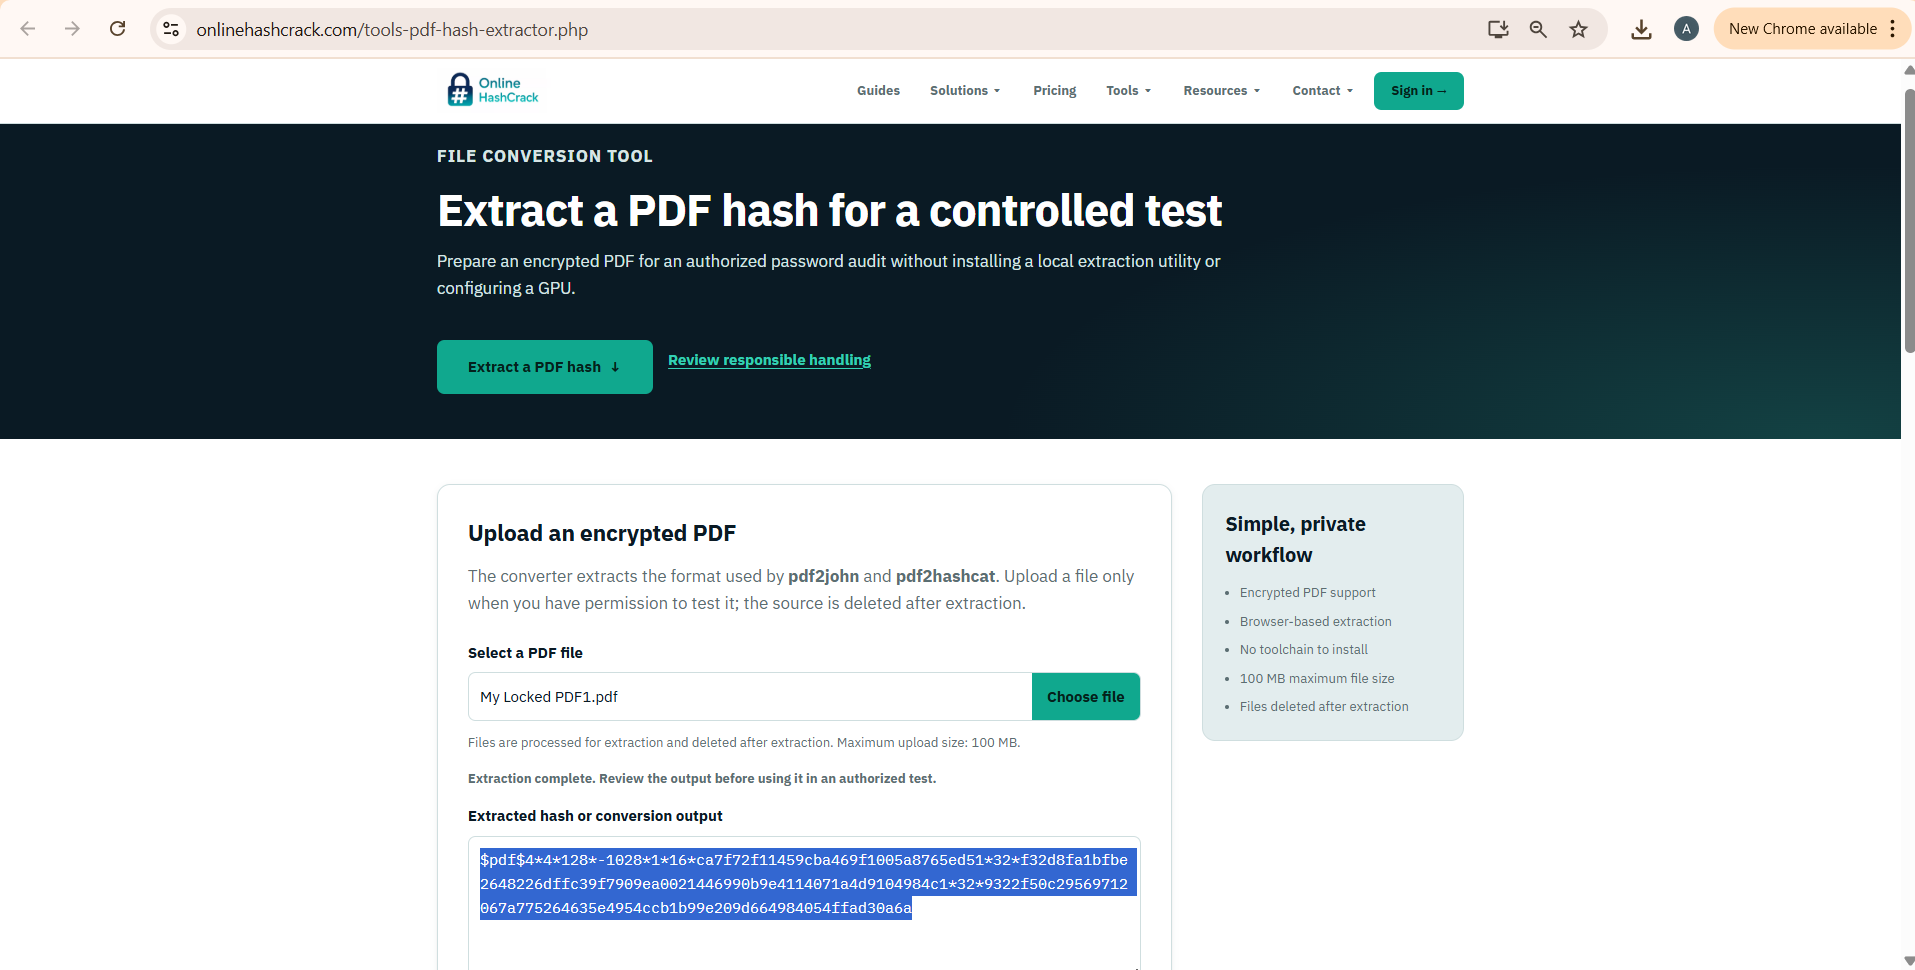 onlinehashcrack.com/tools-pdf-hash-extractor.php
A
New Chrome available
Online
HashCrack
Guides
Solutions
Pricing
Tools
Resources
Contact
Sign in →
FILE CONVERSION TOOL
Extract a PDF hash for a controlled test
Prepare an encrypted PDF for an authorized password audit without installing a local extraction utility or
configuring a GPU.
Extract a PDF hash ↓
Review responsible handling
Upload an encrypted PDF
The converter extracts the format used by pdf2john and pdf2hashcat. Upload a file only
when you have permission to test it; the source is deleted after extraction.
Select a PDF file
My Locked PDF1.pdf
Choose file
Files are processed for extraction and deleted after extraction. Maximum upload size: 100 MB.
Extraction complete. Review the output before using it in an authorized test.
Extracted hash or conversion output
$pdf$4*4*128*-1028*1*16*ca7f72f11459cba469f1005a8765ed51*32*f32d8fa1bfbe
2648226dffc39f7909ea0021446990b9e4114071a4d9104984c1*32*9322f50c29569712
067a775264635e4954ccb1b99e209d664984054ffad30a6a
Simple, private
workflow
• Encrypted PDF support
• Browser-based extraction
• No toolchain to install
• 100 MB maximum file size
• Files deleted after extraction